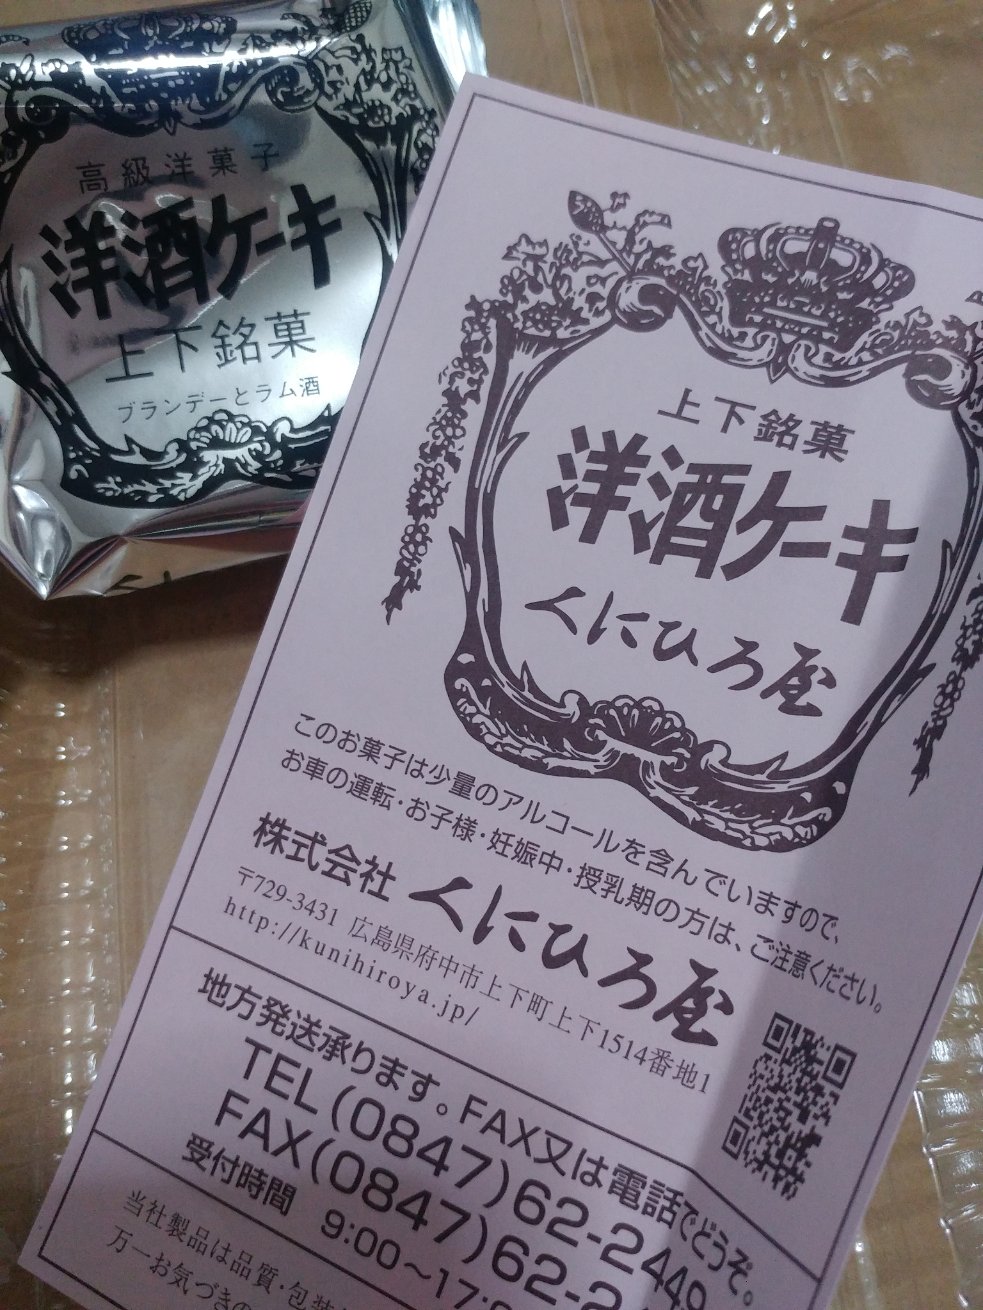 高級洋菓子
洋酒ケーキ
上下銘菓
ブランデーとラム酒
上下銘菓
洋酒ケーキ
くにひろ屋
このお菓子は少量のアルコールを含んでいますので、
お車の運転・お子様・妊娠中・授乳期の方は、ご注意ください。
株式会社 くにひろ屋
〒729-3431 広島県府中市上下町上下1514番地1
http://kunihiroya.jp/
地方発送承ります。FAX又は電話でどうぞ。
TEL(0847)62-2449
FAX(0847)62-2
受付時間 9:00～17:
当社製品は品質・包装
万一お気づきの